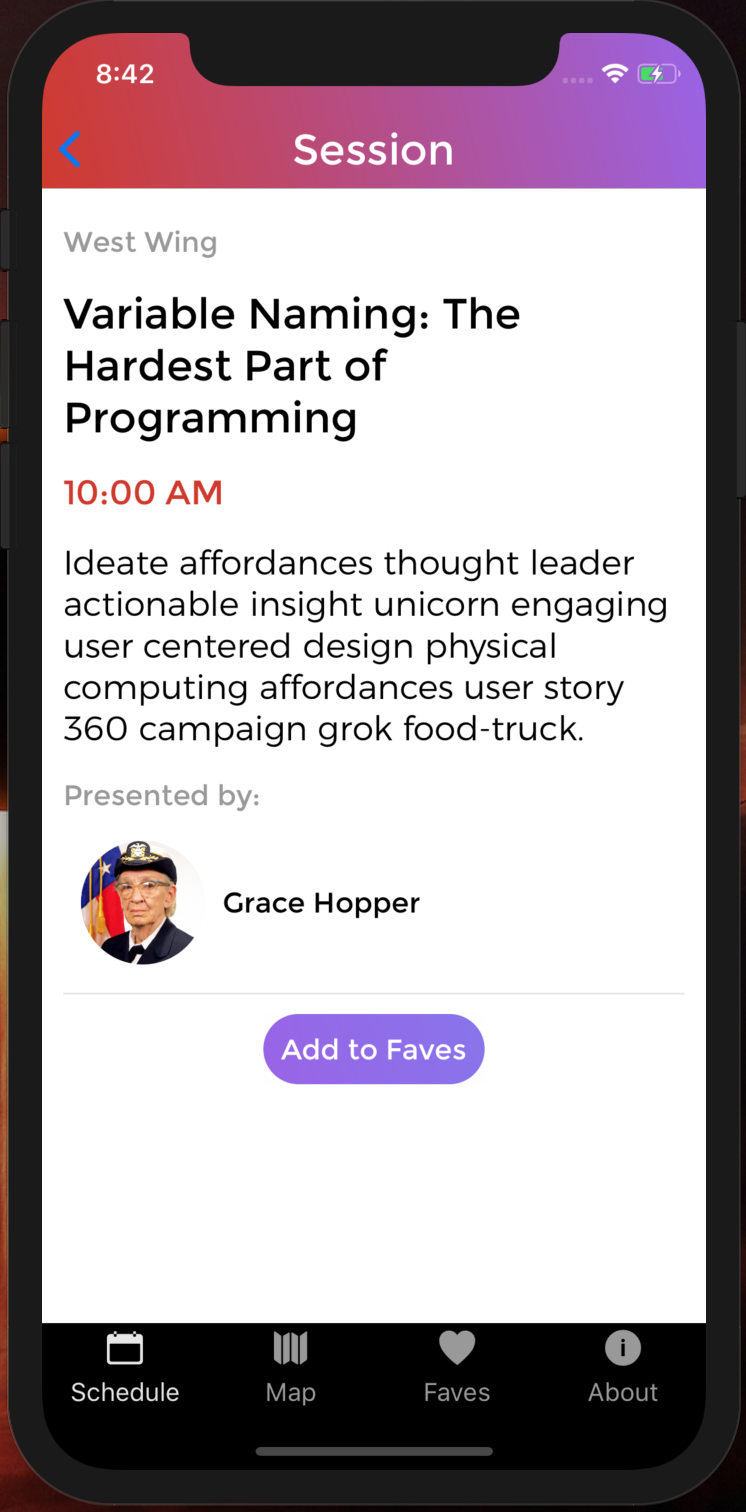 8:42
Session
West Wing
Variable Naming: The
Hardest Part of
Programming
10:00 AM
Ideate affordances thought leader
actionable insight unicorn engaging
user centered design physical
computing affordances user story
360 campaign grok food-truck.
Presented by:
Grace Hopper
Add to Faves
Schedule
Map
Faves
About